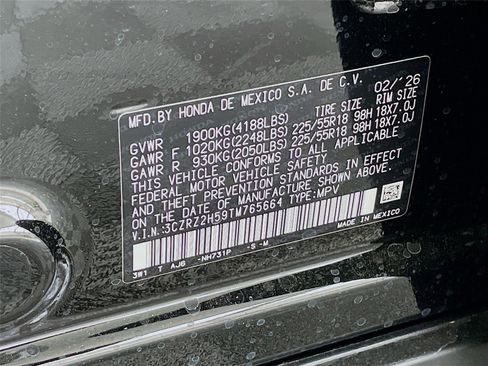 MFD.BY HONDA DE MEXICO S.A. DE C.V. 02/'26
TIRE SIZE RIM SIZE
GVWR 1900KG(4188LBS)
GAWR F 1020KG(2248LBS) 225/55R18 98H 18X7.0J
GAWR R 930KG(2050LBS) 225/55R18 98H 18X7.0J
THIS VEHICLE CONFORMS TO ALL APPLICABLE
FEDERAL MOTOR VEHICLE SAFETY
AND THEFT PREVENTION STANDARDS IN EFFECT
ON THE DATE OF MANUFACTURE SHOWN ABOVE.
V.I.N.:3CZRZ2H59TM765664 TYPE:MPV
3W1 T AJG -NH731P -S -M MADE IN MEXICO